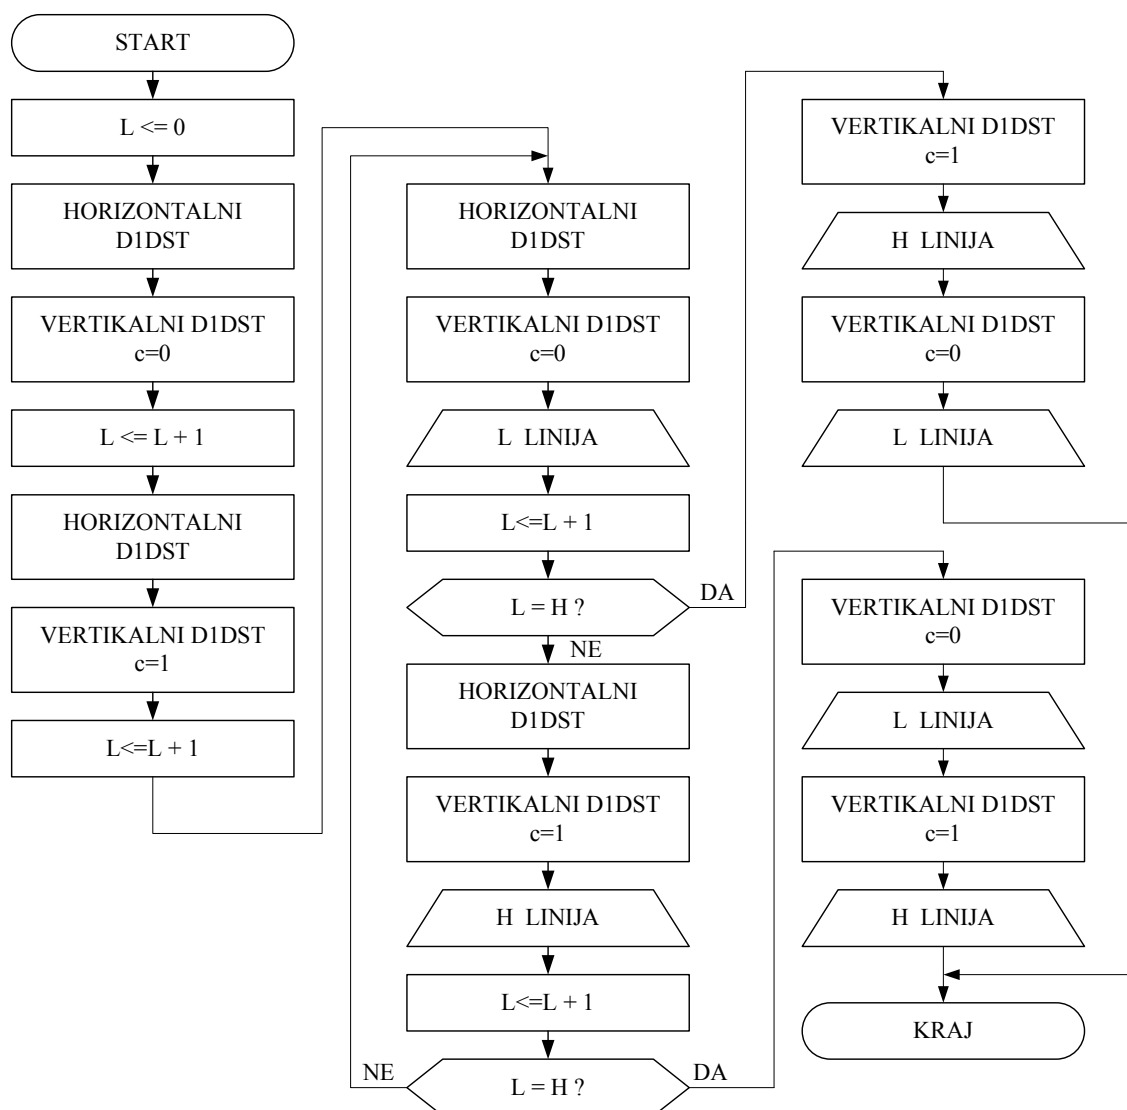 START
L <= 0
HORIZONTALNI
D1DST
VERTIKALNI D1DST
c=0
L <= L + 1
HORIZONTALNI
D1DST
VERTIKALNI D1DST
c=1
L<=L + 1
HORIZONTALNI
D1DST
VERTIKALNI D1DST
c=0
L LINIJA
L<=L + 1
L = H ?
DA
NE
HORIZONTALNI
D1DST
VERTIKALNI D1DST
c=1
H LINIJA
L<=L + 1
NE
L = H ?
DA
VERTIKALNI D1DST
c=1
H LINIJA
VERTIKALNI D1DST
c=0
L LINIJA
VERTIKALNI D1DST
c=0
L LINIJA
VERTIKALNI D1DST
c=1
H LINIJA
KRAJ